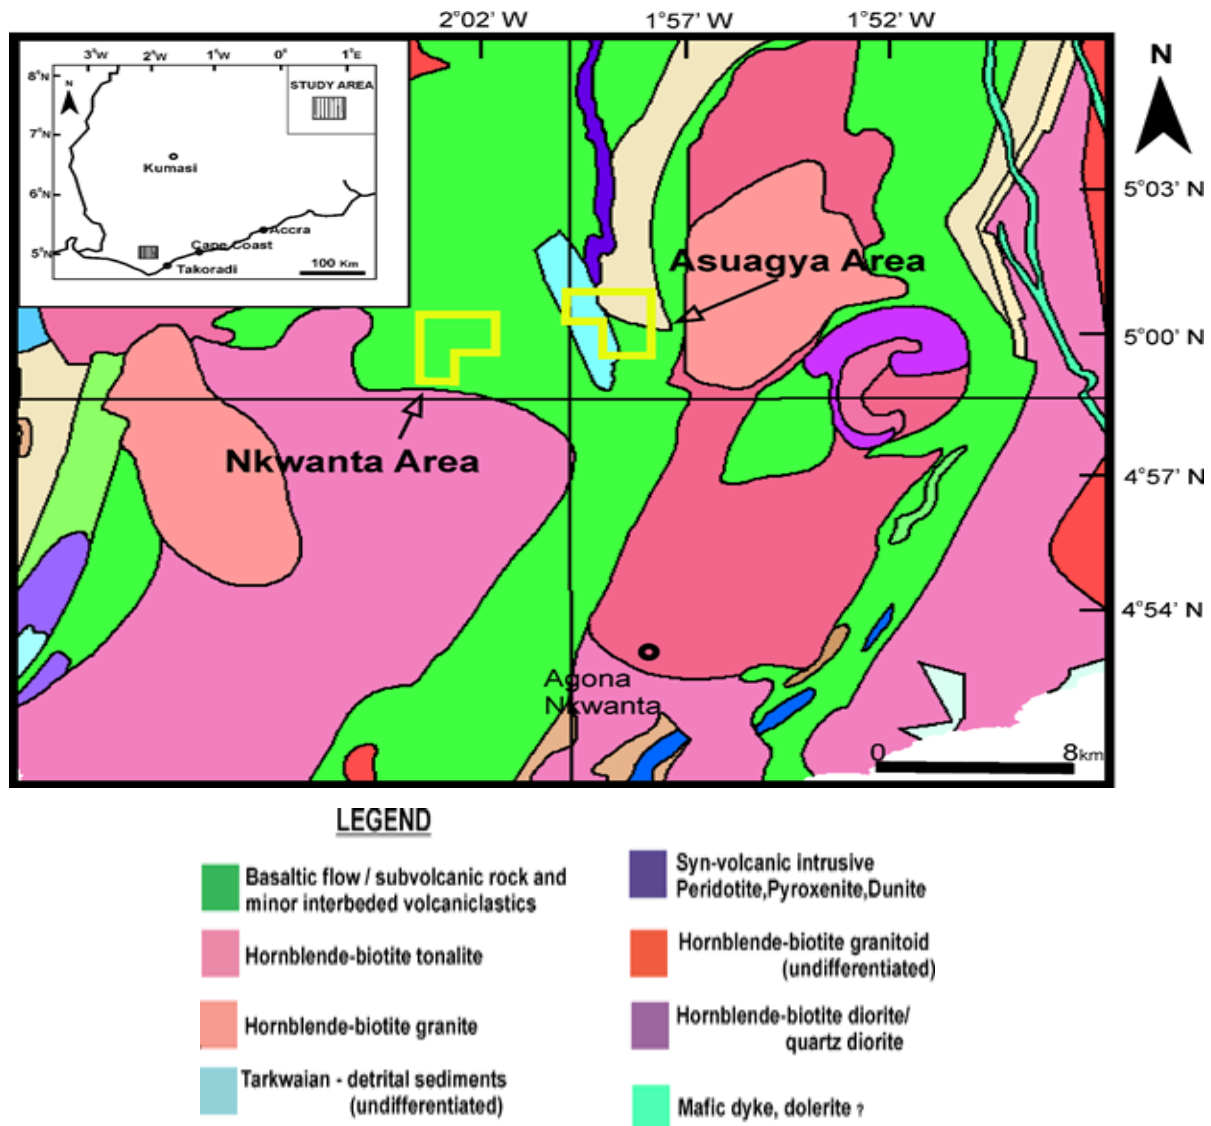 2°02' W
1°57' W
1°52' W
N
3°W
2°W
1°W
0°
1°E
8°N
7°N
6°N
5°N
N
STUDY AREA
Kumasi
Accra
Cape Coast
Takoradi
100 Km
5°03' N
5°00' N
4°57' N
4°54' N
Asuagya Area
Nkwanta Area
Agona
Nkwanta
0
8km
LEGEND
Basaltic flow / subvolcanic rock and
minor interbeded volcaniclastics
Hornblende-biotite tonalite
Hornblende-biotite granite
Tarkwaian - detrital sediments
(undifferentiated)
Syn-volcanic intrusive
Peridotite,Pyroxenite,Dunite
Hornblende-biotite granitoid
(undifferentiated)
Hornblende-biotite diorite/
quartz diorite
Mafic dyke, dolerite ?